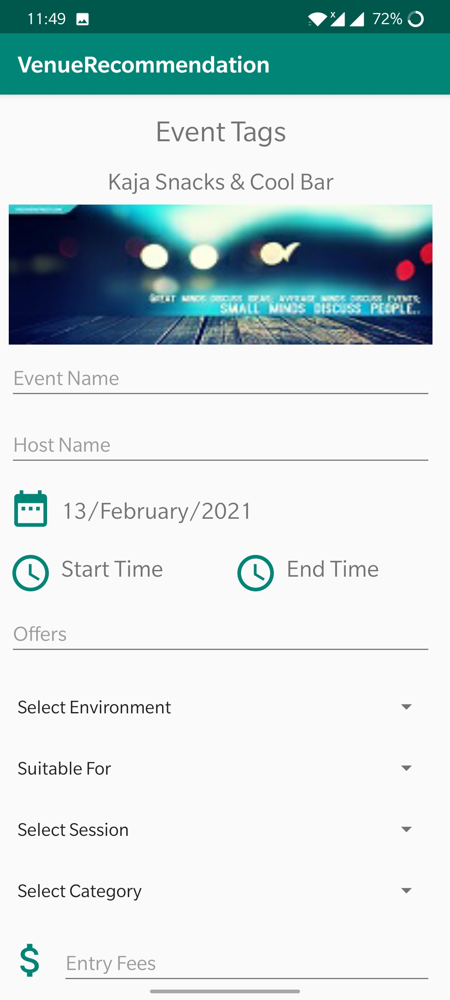 11:49
x 72%
VenueRecommendation
Event Tags
Kaja Snacks & Cool Bar
GREAT MINDS DISCUSS IDEAS; AVERAGE MINDS DISCUSS EVENTS;
SMALL MINDS DISCUSS PEOPLE..
Event Name
Host Name
13/February/2021
Start Time End Time
Offers
Select Environment
Suitable For
Select Session
Select Category
$ Entry Fees